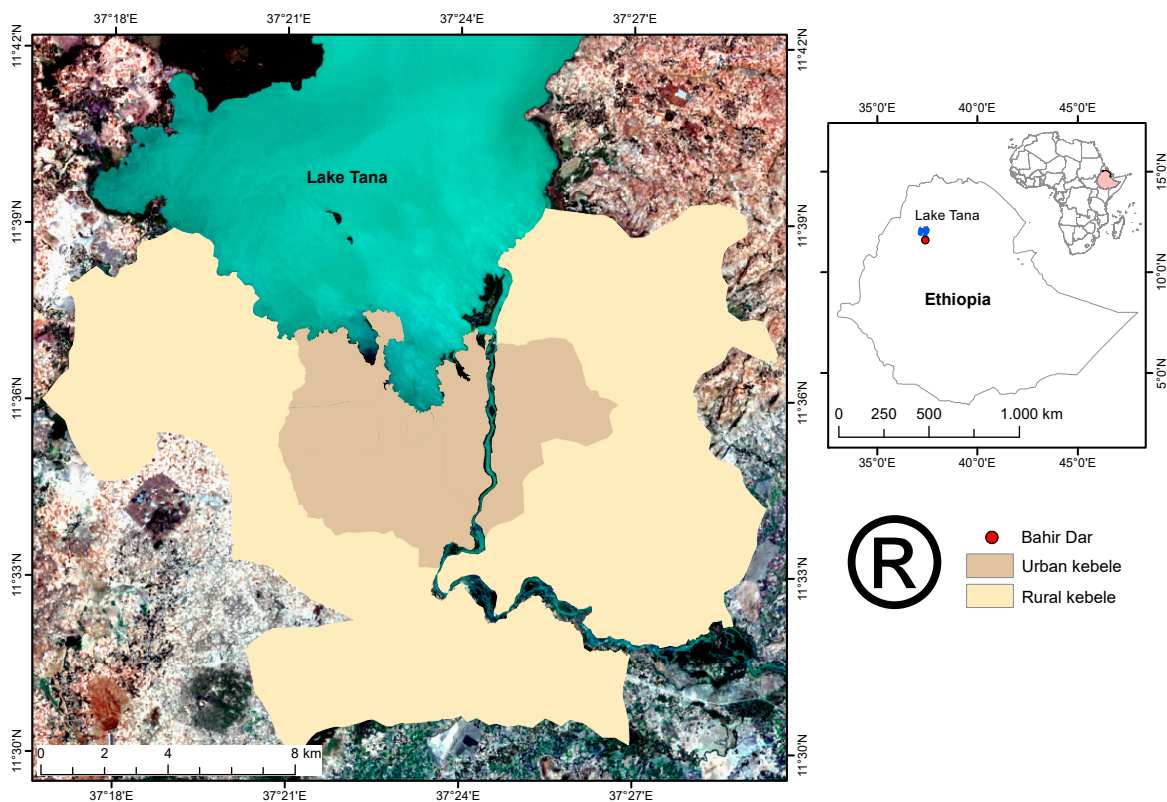 37°18'E 37°21'E 37°24'E 37°27'E
11°42'N 11°42'N
Lake Tana
11°39'N 11°39'N
11°36'N 11°36'N
11°33'N 11°33'N
11°30'N 11°30'N
0 2 4 8 km
37°18'E 37°21'E 37°24'E 37°27'E
35°0'E 40°0'E 45°0'E
15°0'N
Lake Tana
10°0'N
Ethiopia
5°0'N
0 250 500 1.000 km
35°0'E 40°0'E 45°0'E
®
Bahir Dar
Urban kebele
Rural kebele